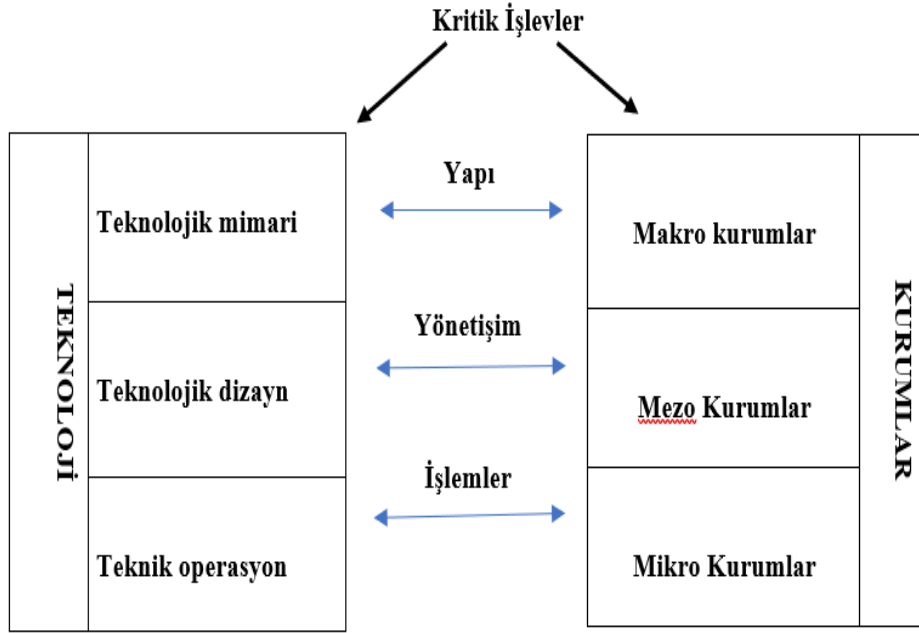 Kritik İşlevler
TEKNOLOJİ
Teknolojik mimari
Yapı
Makro kurumlar
KURUMLAR
Teknolojik dizayn
Yönetişim
Mezo Kurumlar
Teknik operasyon
İşlemler
Mikro Kurumlar